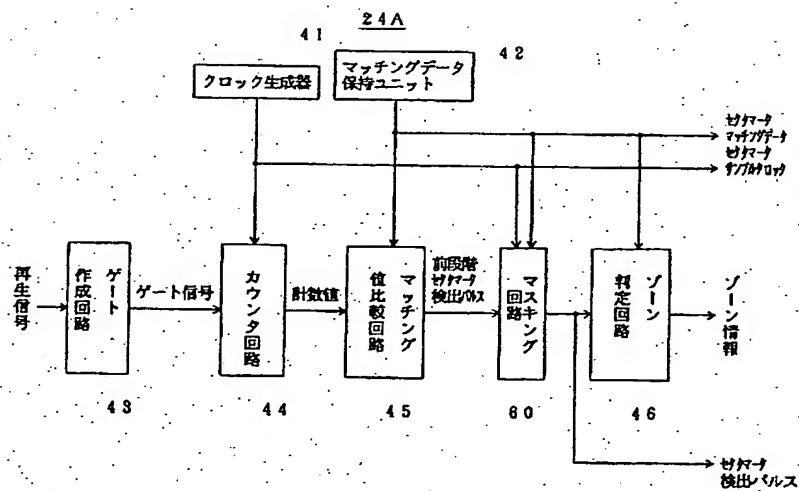 24A
41
42
クロック生成器
マッチングデータ
保持ユニット
セクタマーク
マッチングデータ
セクタマーク
サンプルクロック
再生信号
ゲート
作成回路
ゲート信号
カウンタ回路
計数値
マッチング
値比較回路
前段階
セクタマーク
検出パルス
マスキング
回路
ゾーン
判定回路
ゾーン情報
43
44
45
60
46
セクタマーク
検出パルス